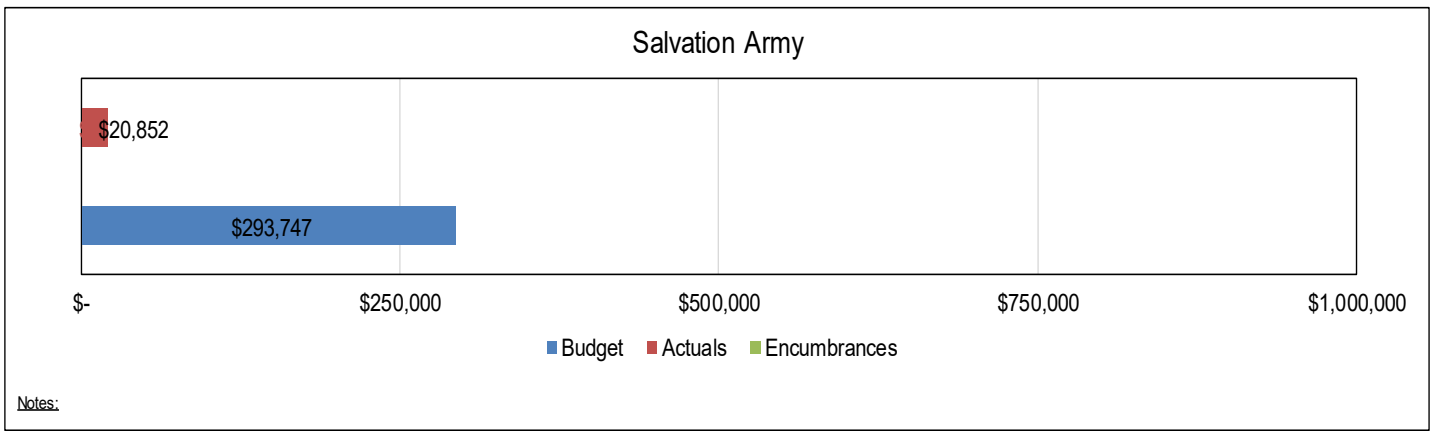 Salvation Army
$20,852
$293,747
$- $250,000 $500,000 $750,000 $1,000,000
Budget Actuals Encumbrances
Notes: